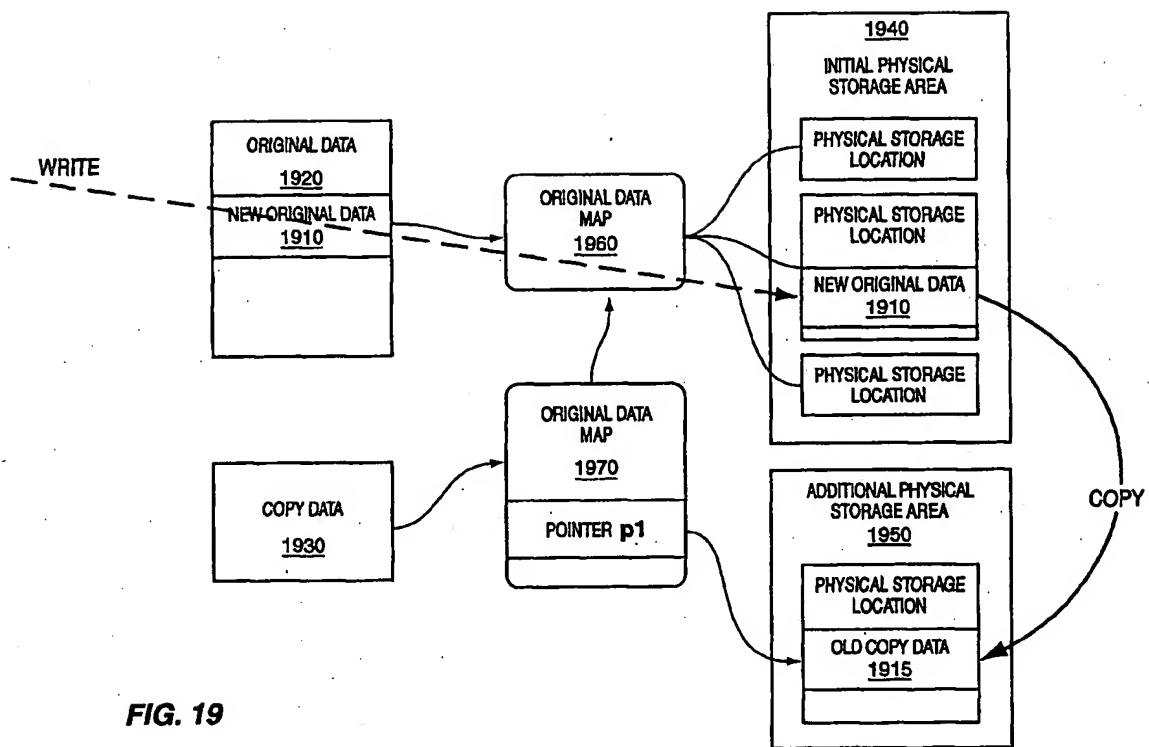 1940
INITIAL PHYSICAL
STORAGE AREA
PHYSICAL STORAGE
LOCATION
PHYSICAL STORAGE
LOCATION
NEW ORIGINAL DATA
1910
PHYSICAL STORAGE
LOCATION
WRITE
ORIGINAL DATA
1920
NEW ORIGINAL DATA
1910
ORIGINAL DATA
MAP
1960
ORIGINAL DATA
MAP
1970
POINTER p1
COPY DATA
1930
ADDITIONAL PHYSICAL
STORAGE AREA
1950
PHYSICAL STORAGE
LOCATION
OLD COPY DATA
1915
COPY
FIG. 19